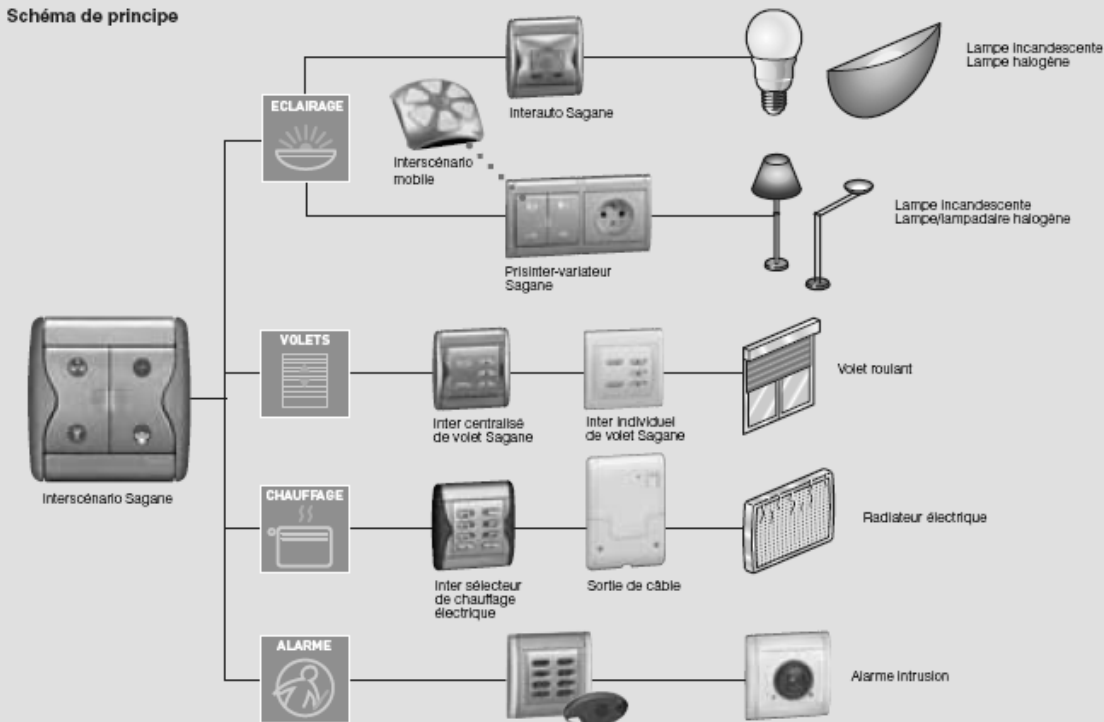 Schéma de principe
ECLAIRAGE
Interauto Sagane
Lampe incandescente
Lampe halogène
Interscénario
mobile
Prisinter-variateur
Sagane
Lampe incandescente
Lampe/lampadaire halogène
Interscénario Sagane
VOLETS
Inter centralisé
de volet Sagane
Inter individuel
de volet Sagane
Volet roulant
CHAUFFAGE
Inter sélecteur
de chauffage
électrique
Sortie de câble
Radiateur électrique
ALARME
Alarme intrusion